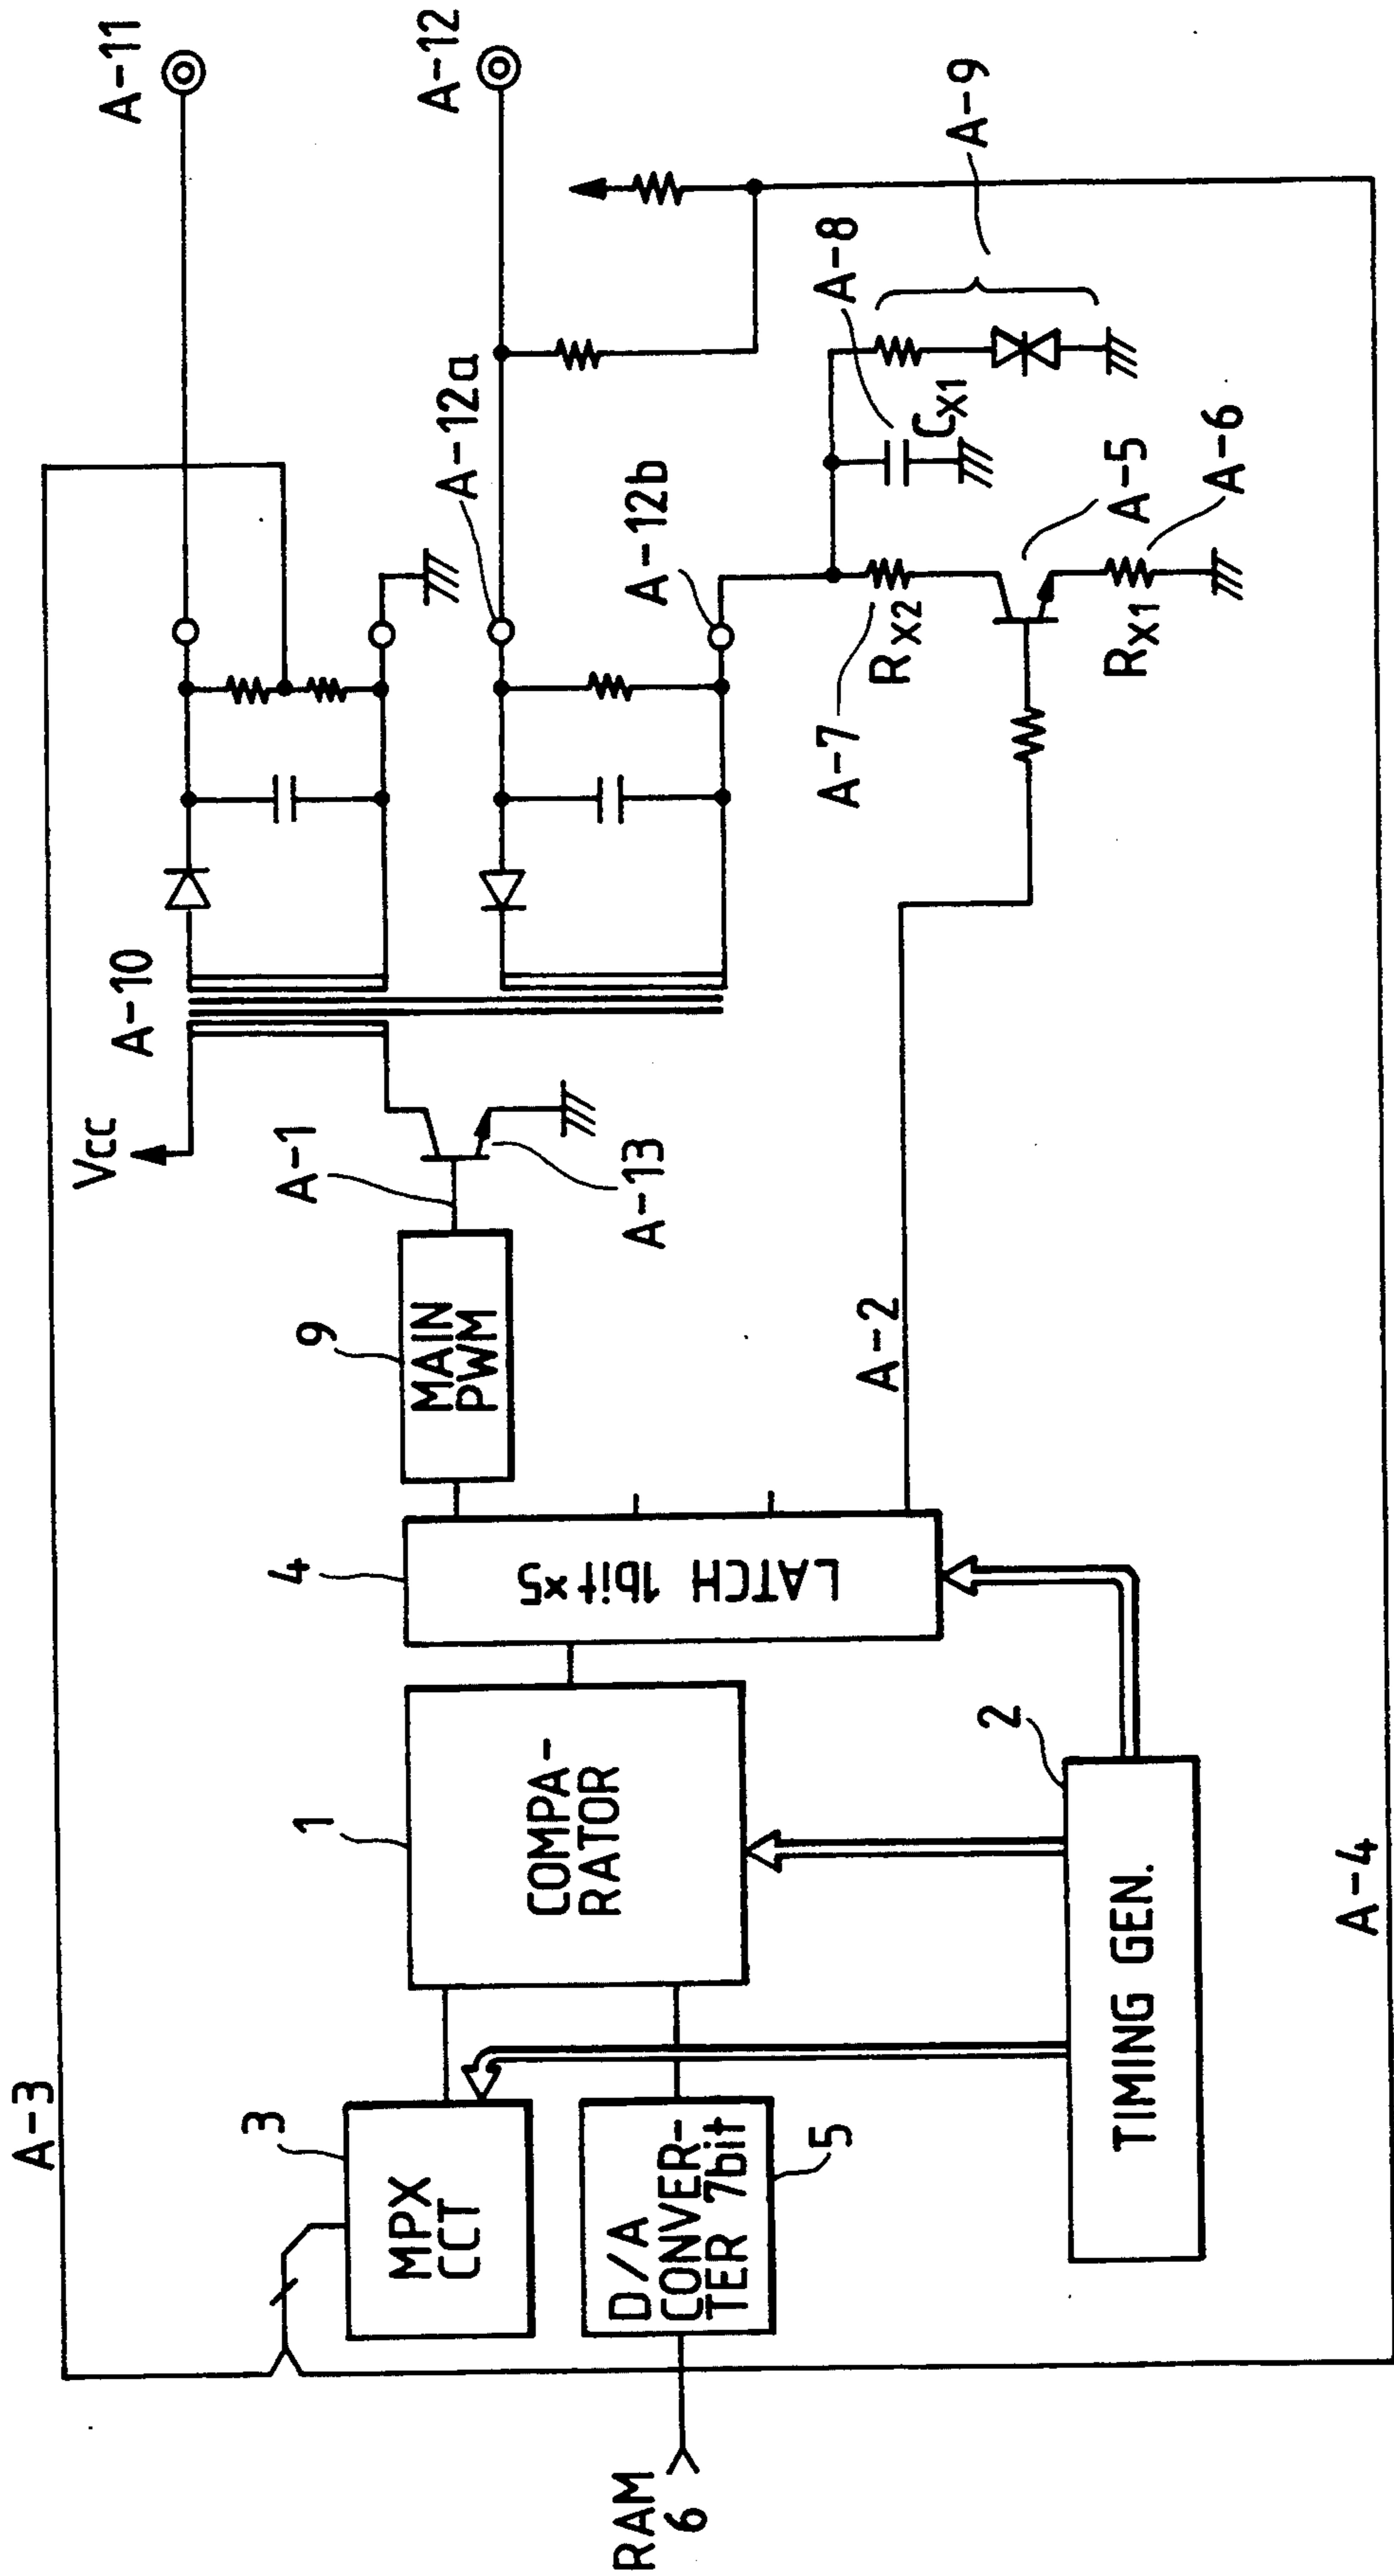 A-3
A-10
A-11
Vcc
A-1
A-13
A-12a
A-12
A-12b
9
MAIN
PWM
4
LATCH 1bit×5
1
COMPA-
RATOR
3
MPX
CCT
D/A
CONVER-
TER 7bit
5
RAM
6
2
TIMING GEN.
A-2
A-7
RX2
A-8
CX1
A-9
A-5
RX1
A-6
A-4